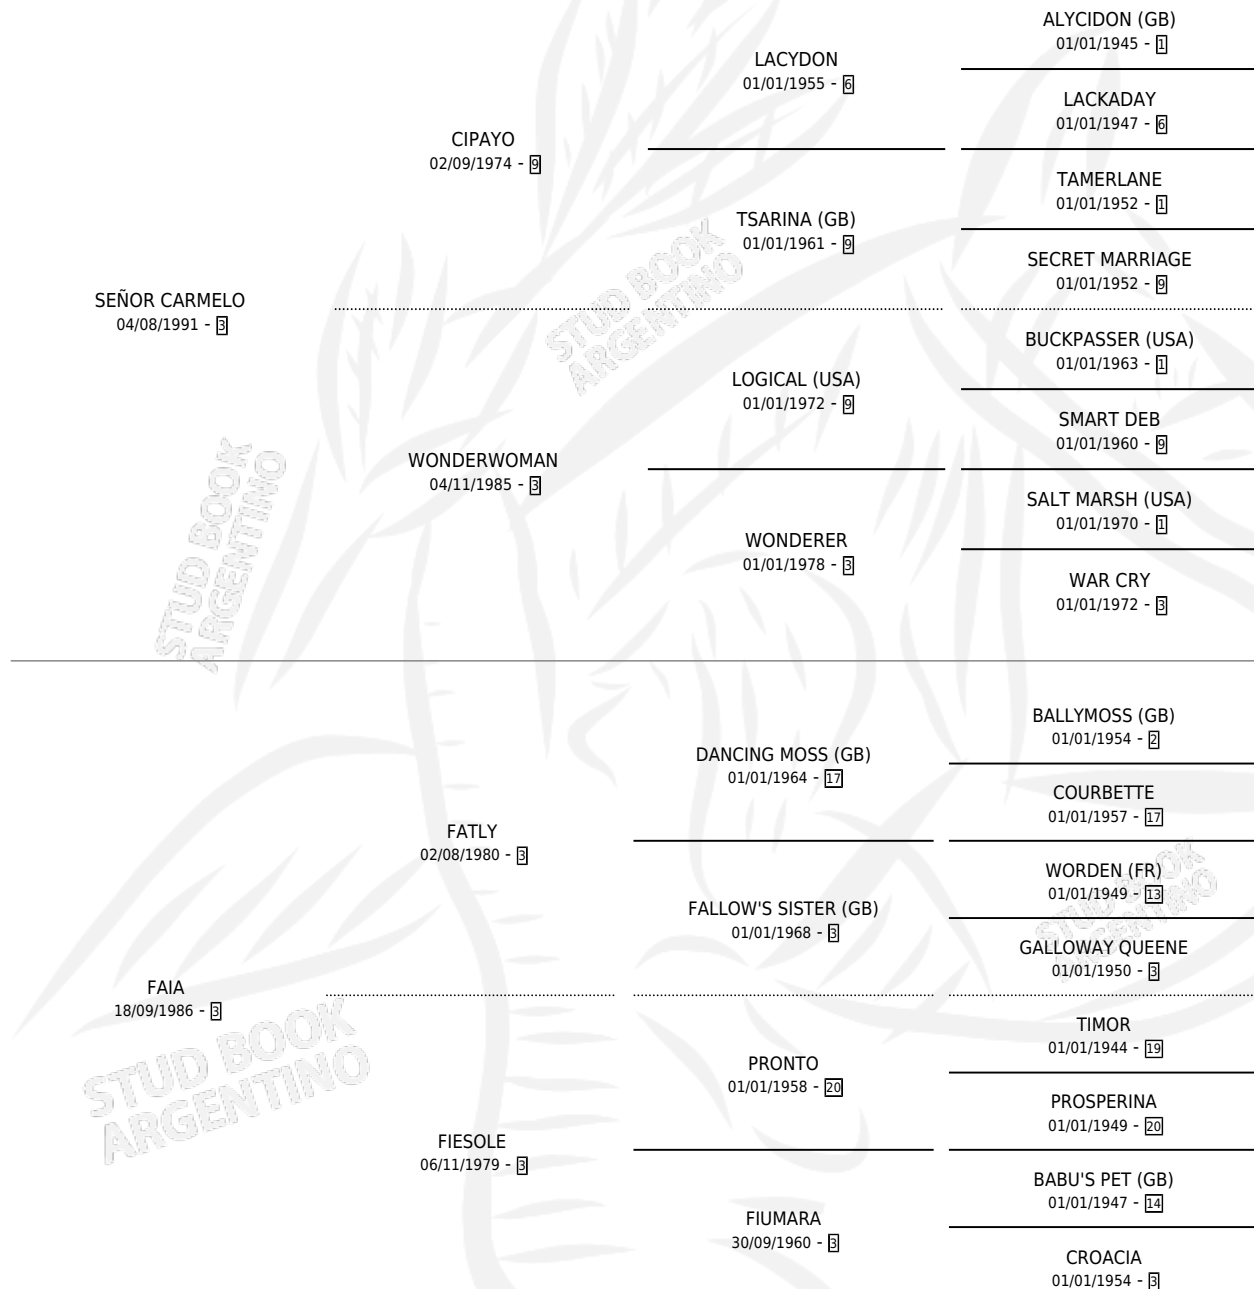 ALYCIDON (GB)
01/01/1945 - 1
LACYDON
01/01/1955 - 6
LACKADAY
01/01/1947 - 6
CIPAYO
02/09/1974 - 9
TAMERLANE
01/01/1952 - 1
TSARINA (GB)
01/01/1961 - 9
SECRET MARRIAGE
01/01/1952 - 9
SEÑOR CARMELO
04/08/1991 - 3
BUCKPASSER (USA)
01/01/1963 - 1
LOGICAL (USA)
01/01/1972 - 9
SMART DEB
01/01/1960 - 9
WONDERWOMAN
04/11/1985 - 3
SALT MARSH (USA)
01/01/1970 - 1
WONDERER
01/01/1978 - 3
WAR CRY
01/01/1972 - 3
BALLYMOSS (GB)
01/01/1954 - 2
DANCING MOSS (GB)
01/01/1964 - 17
COURBETTE
01/01/1957 - 17
FATLY
02/08/1980 - 3
WORDEN (FR)
01/01/1949 - 13
FALLOW'S SISTER (GB)
01/01/1968 - 3
GALLOWAY QUEENE
01/01/1950 - 3
FAIA
18/09/1986 - 3
TIMOR
01/01/1944 - 19
PRONTO
01/01/1958 - 20
PROSPERINA
01/01/1949 - 20
FIESOLE
06/11/1979 - 3
BABU'S PET (GB)
01/01/1947 - 14
FIUMARA
30/09/1960 - 3
CROACIA
01/01/1954 - 3
STUD BOOK
ARGENTINO
STUD BOOK
ARGENTINO
STUD BOOK
ARGENTINO
STUD BOOK
ARGENTINO